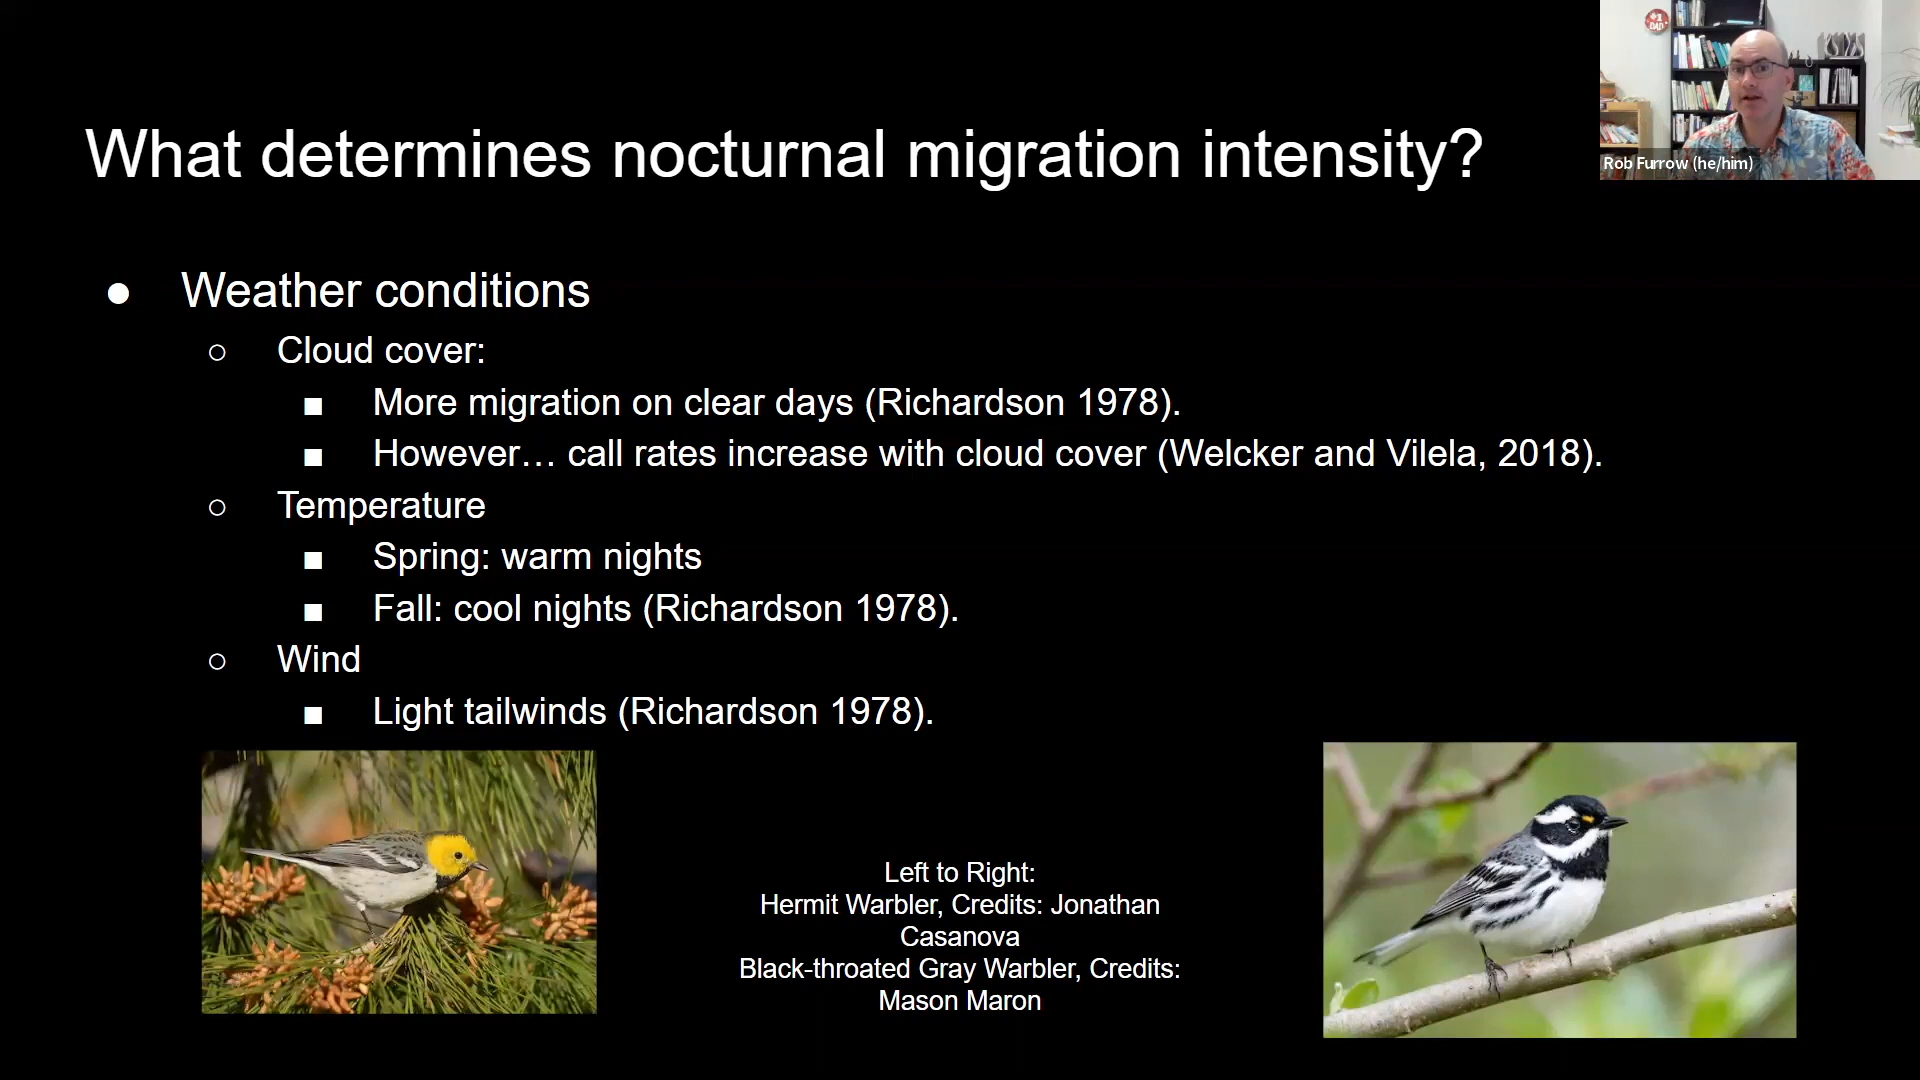 What determines nocturnal migration intensity?
#1
DAD
Rob Furrow (he/him)
● Weather conditions
○ Cloud cover:
■ More migration on clear days (Richardson 1978).
■ However… call rates increase with cloud cover (Welcker and Vilela, 2018).
○ Temperature
■ Spring: warm nights
■ Fall: cool nights (Richardson 1978).
○ Wind
■ Light tailwinds (Richardson 1978).
Left to Right:
Hermit Warbler, Credits: Jonathan
Casanova
Black-throated Gray Warbler, Credits:
Mason Maron